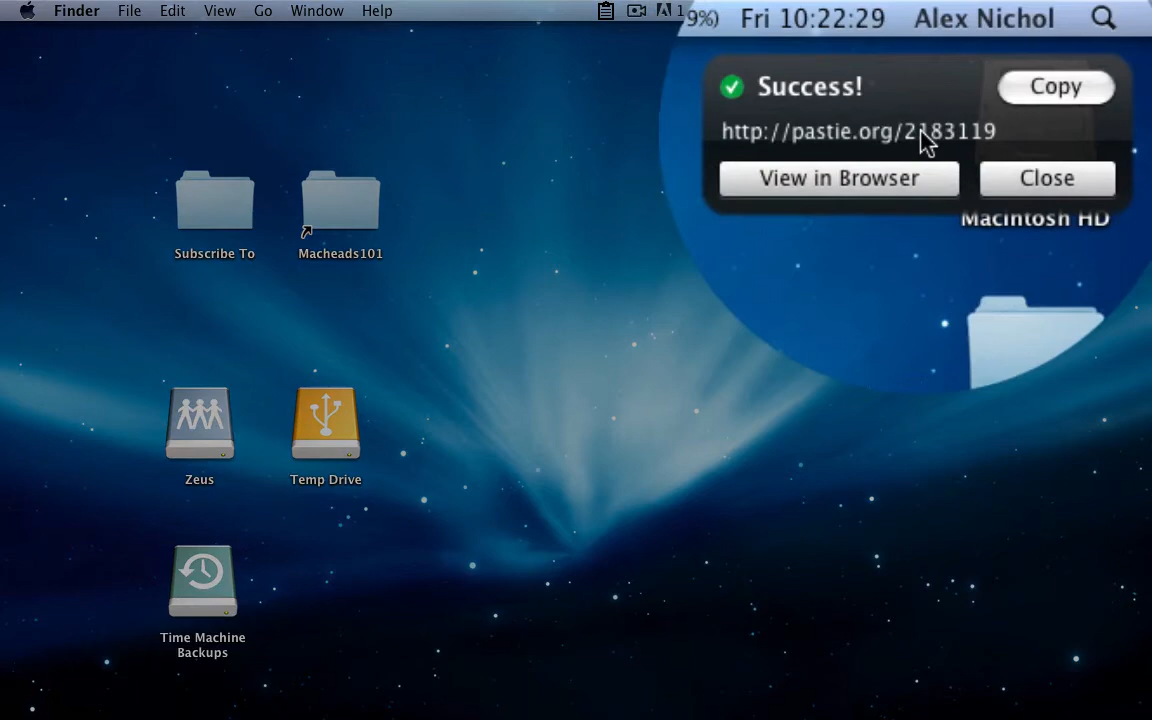 Finder File Edit View Go Window Help
9%) Fri 10:22:29 Alex Nichol
Success!
Copy
http://pastie.org/2183119
View in Browser
Close
Macintosh HD
Subscribe To
Macheads101
Zeus
Temp Drive
Time Machine
Backups